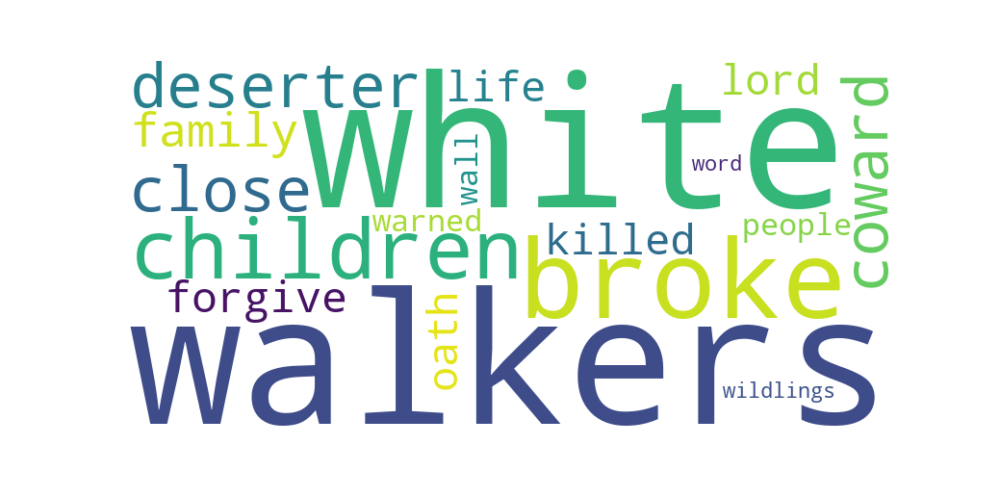 deserter
white
life
lord
coward
family
wall
word
close
children
warned
killed
people
broke
forgive
oath
walkers
wildlings